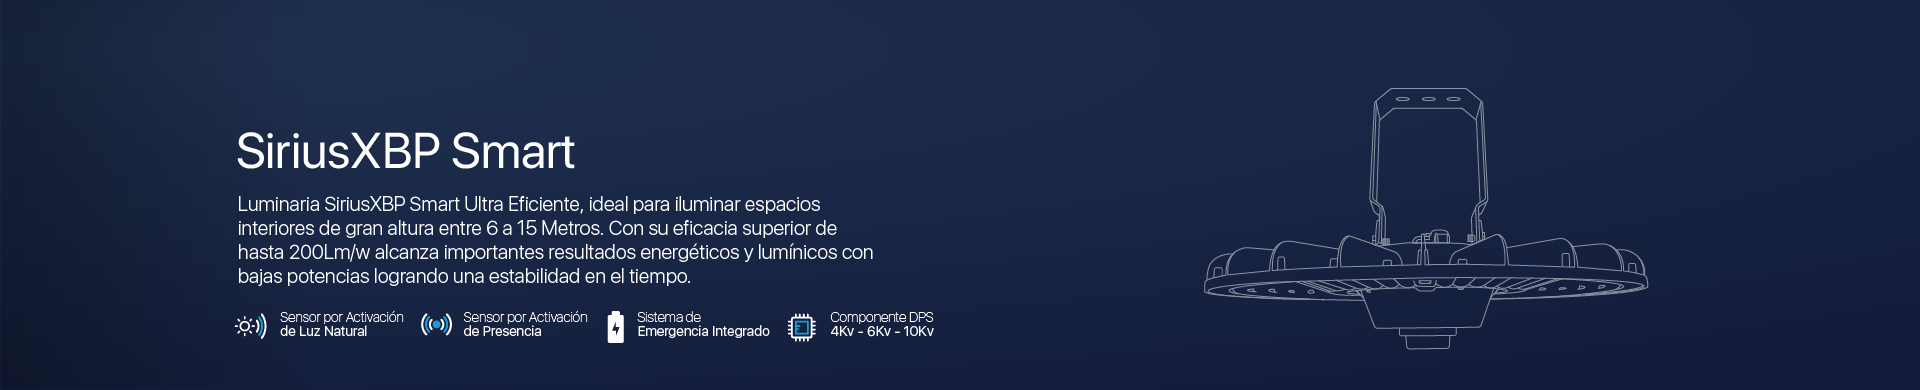 SiriusXBP Smart
Luminaria SiriusXBP Smart Ultra Eficiente, ideal para iluminar espacios
interiores de gran altura entre 6 a 15 Metros. Con su eficacia superior de
hasta 200Lm/w alcanza importantes resultados energéticos y lumínicos con
bajas potencias logrando una estabilidad en el tiempo.
Sensor por Activación
de Luz Natural
Sensor por Activación
de Presencia
Sistema de
Emergencia Integrado
Componente DPS
4Kv - 6Kv - 10Kv